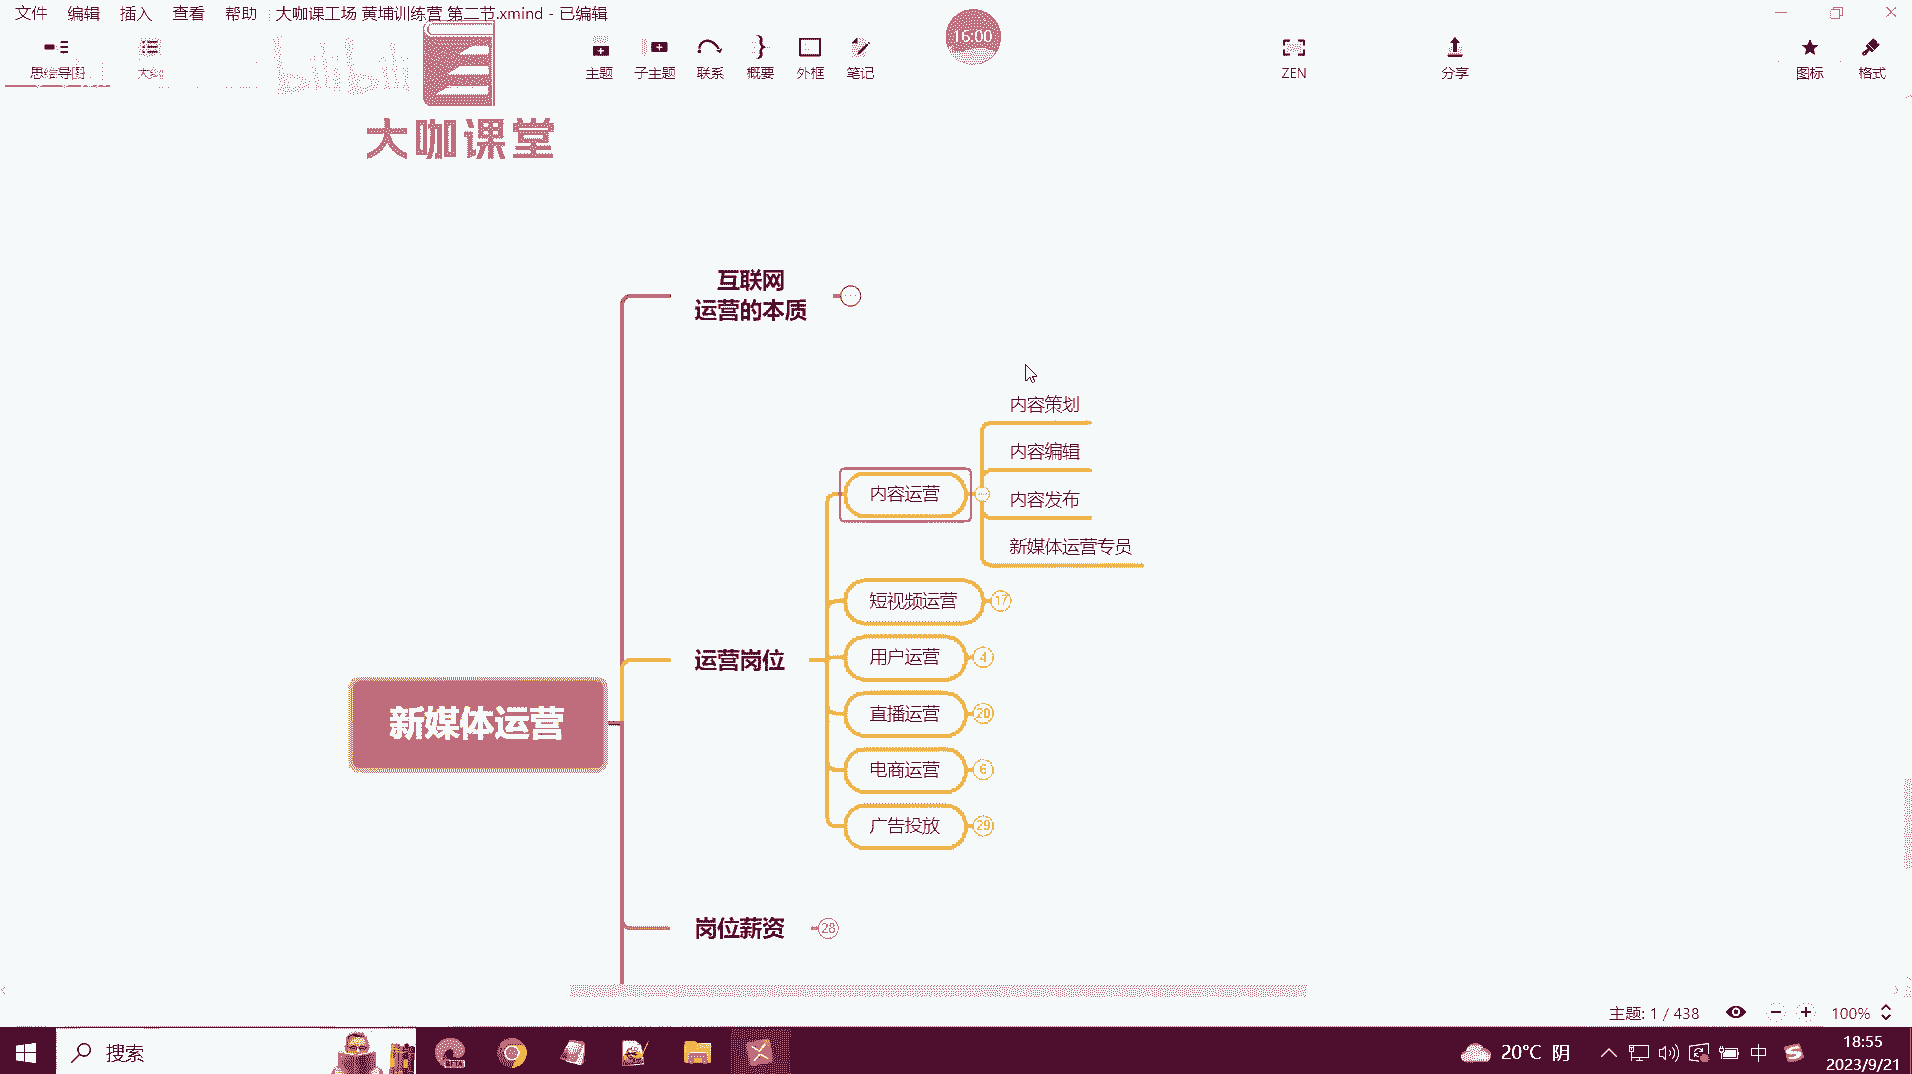 文件 编辑 插入 查看 帮助 大咖课工场 黄埔训练营 第二节.xmind - 已编辑
思维导图 大纲 bilibili 主题 子主题 联系 概要 外框 笔记 16:00 ZEN 分享 图标 格式
大咖课堂
互联网
运营的本质
内容策划
内容编辑
内容运营
内容发布
新媒体运营专员
短视频运营 17
运营岗位
用户运营 4
新媒体运营
直播运营 20
电商运营 6
广告投放 29
岗位薪资 28
主题: 1 / 438 100%
搜索 20°C 阴 中 18:55
2023/9/21